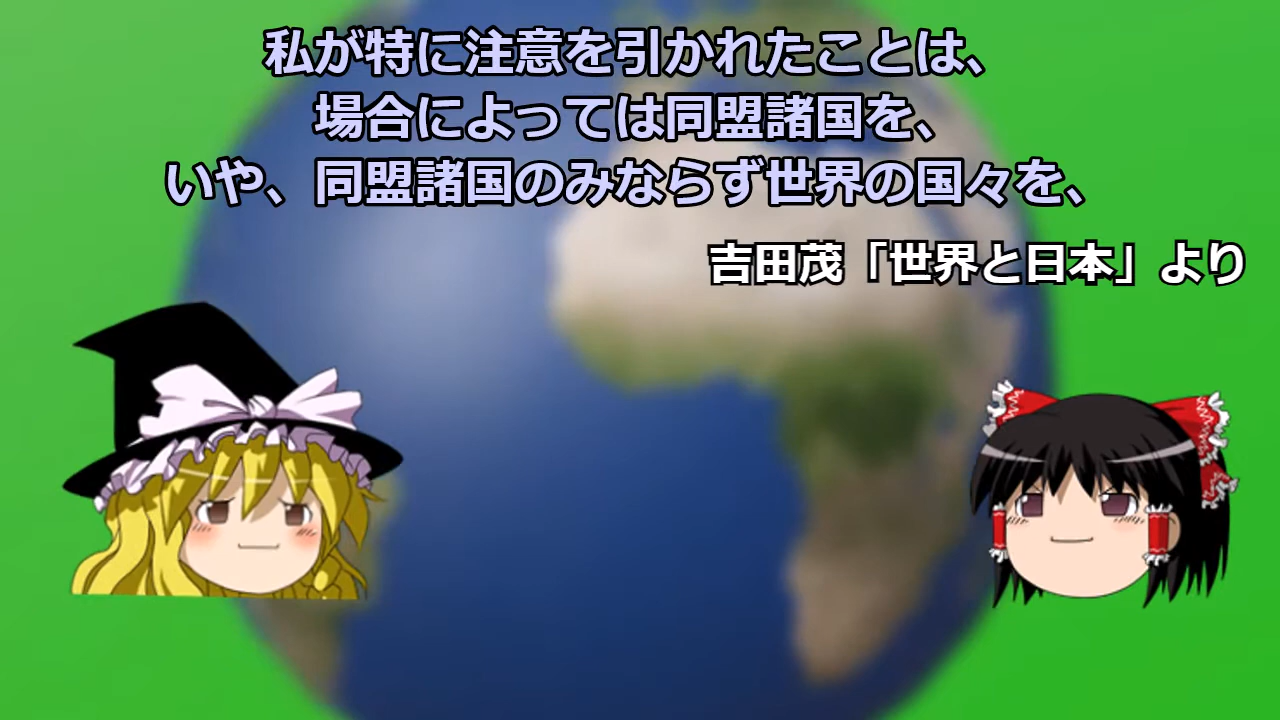 私が特に注意を引かれたことは、
場合によっては同盟諸国を、
いや、同盟諸国のみならず世界の国々を、
吉田茂「世界と日本」より